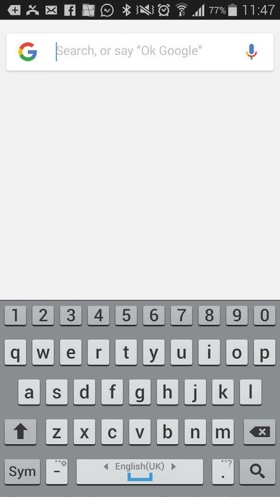 77% 11:47
G Search, or say "Ok Google"
1 2 3 4 5 6 7 8 9 0
q w e r t y u i o p
a s d f g h j k l
z x c v b n m
Sym - English(UK) .